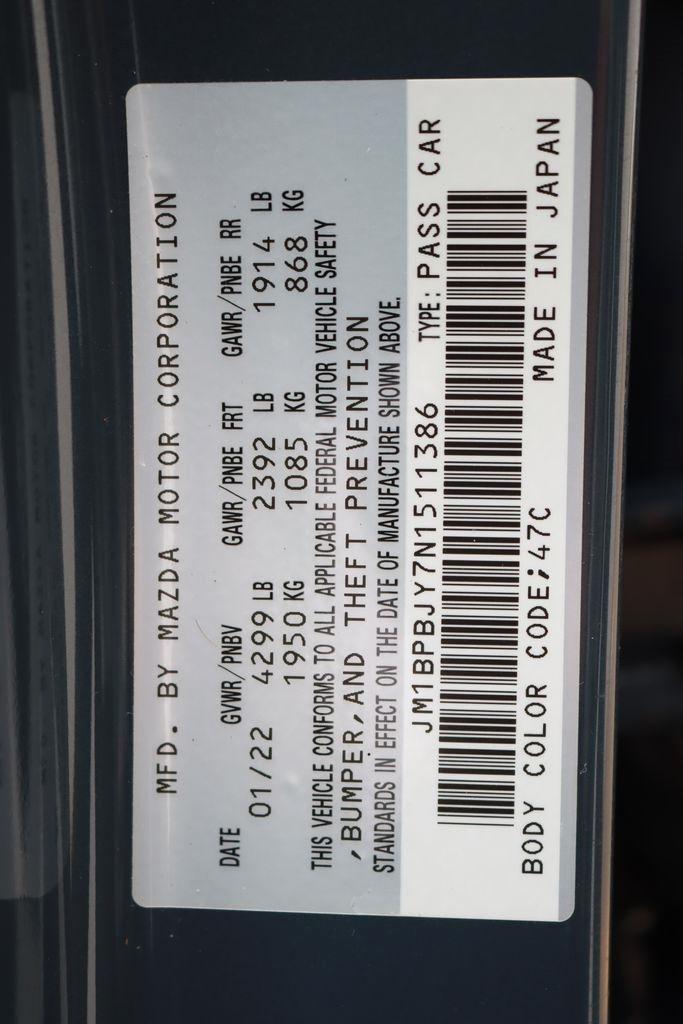 MFD. BY MAZDA MOTOR CORPORATION
DATE GVWR/PNBV GAWR/PNBE FRT GAWR/PNBE RR
01/22 4299 LB 2392 LB 1914 LB
1950 KG 1085 KG 868 KG
THIS VEHICLE CONFORMS TO ALL APPLICABLE FEDERAL MOTOR VEHICLE SAFETY
,BUMPER,AND THEFT PREVENTION
STANDARDS IN EFFECT ON THE DATE OF MANUFACTURE SHOWN ABOVE.
JM1BPBJY7N1511386 TYPE: PASS CAR
BODY COLOR CODE;47C MADE IN JAPAN